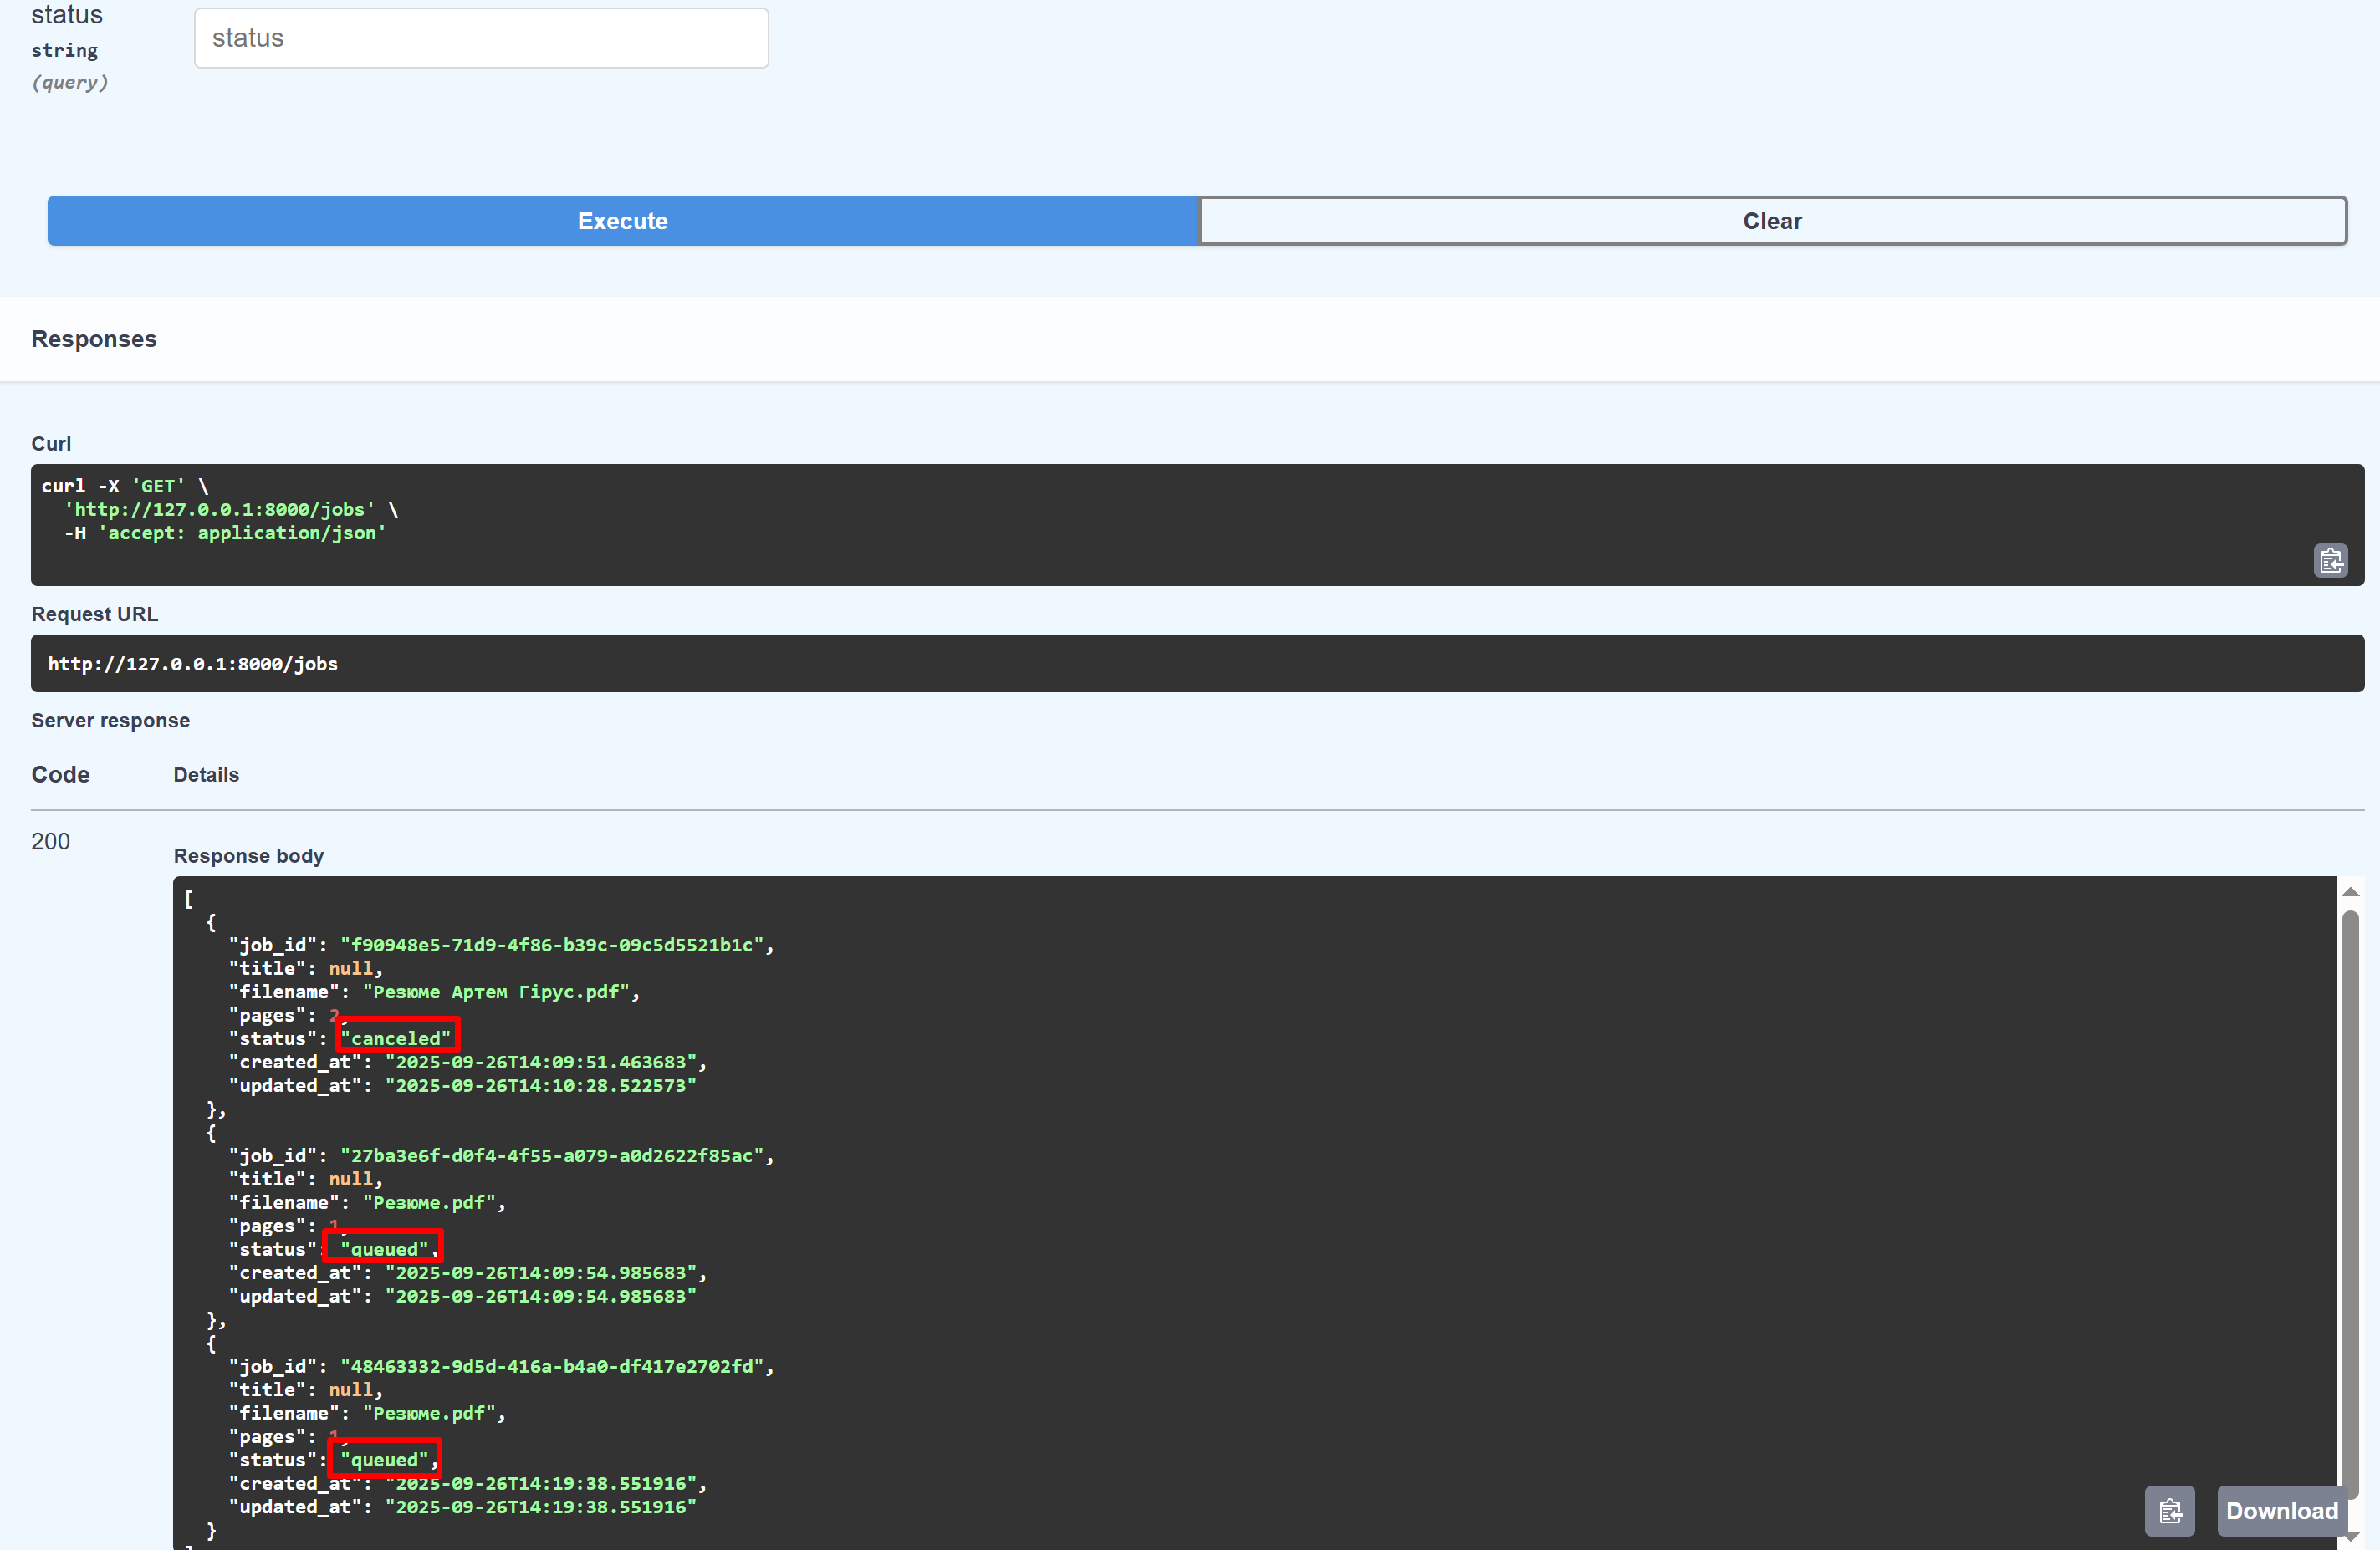 status
string
(query)
status
Execute
Clear
Responses
Curl
curl -X 'GET' \
'http://127.0.0.1:8000/jobs' \
-H 'accept: application/json'
Request URL
http://127.0.0.1:8000/jobs
Server response
Code Details
200
Response body
[
{
"job_id": "f90948e5-71d9-4f86-b39c-09c5d5521b1c",
"title": null,
"filename": "Резюме Артем Гірус.pdf",
"pages": 2,
"status": "canceled"
"created_at": "2025-09-26T14:09:51.463683",
"updated_at": "2025-09-26T14:10:28.522573"
},
{
"job_id": "27ba3e6f-d0f4-4f55-a079-a0d2622f85ac",
"title": null,
"filename": "Резюме.pdf",
"pages": 1,
"status": "queued",
"created_at": "2025-09-26T14:09:54.985683",
"updated_at": "2025-09-26T14:09:54.985683"
},
{
"job_id": "48463332-9d5d-416a-b4a0-df417e2702fd",
"title": null,
"filename": "Резюме.pdf",
"pages": 1,
"status": "queued",
"created_at": "2025-09-26T14:19:38.551916",
"updated_at": "2025-09-26T14:19:38.551916"
}
Download